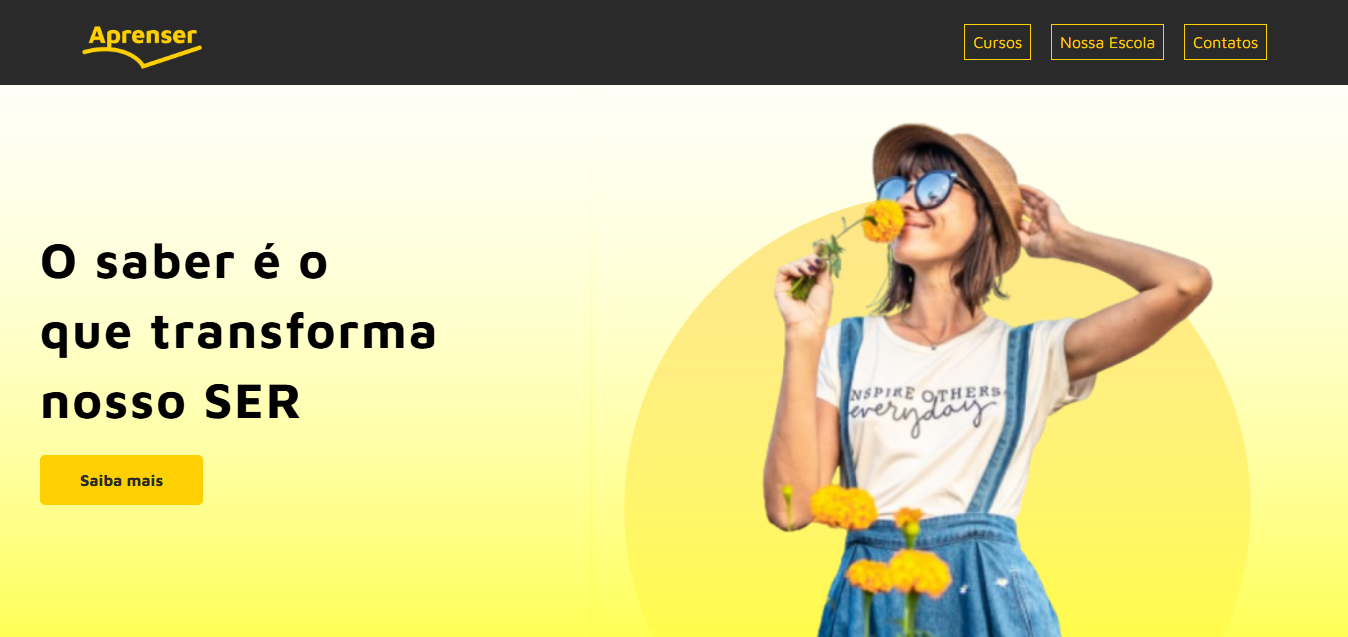 Aprenser
Cursos
Nossa Escola
Contatos
O saber é o
que transforma
nosso SER
Saiba mais
NSPIRE OTHERS
everyday